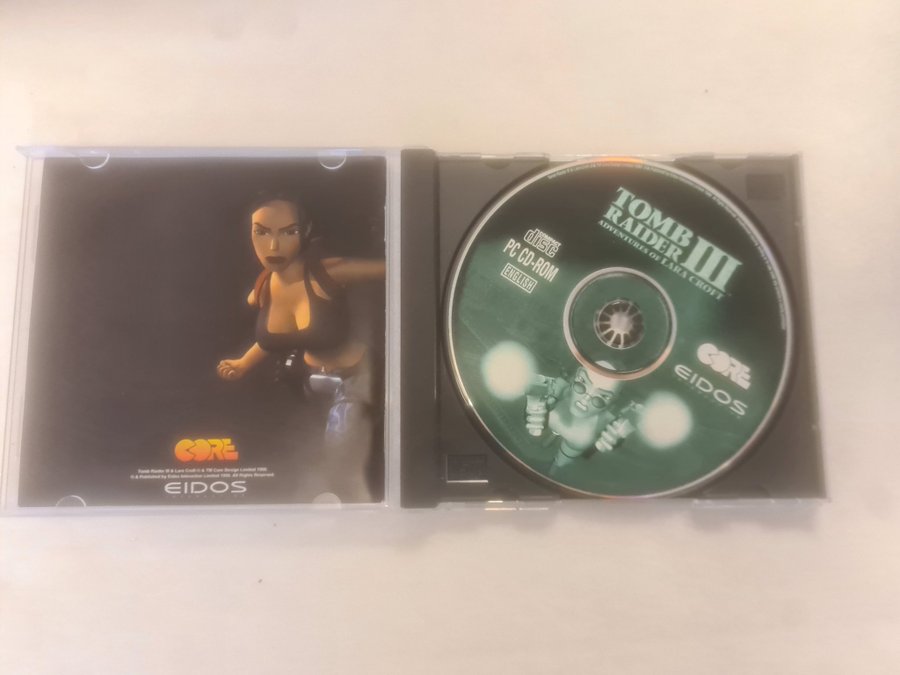 CORE
Tomb Raider III & Lara Croft © & TM Core Design Limited 1998.
© & Published by Eidos Interactive Limited 1998. All Rights Reserved.
EIDOS
COMPACT
disc
PC CD-ROM
ENGLISH
TOMB
RAIDER III
ADVENTURES OF LARA CROFT
CORE
EIDOS